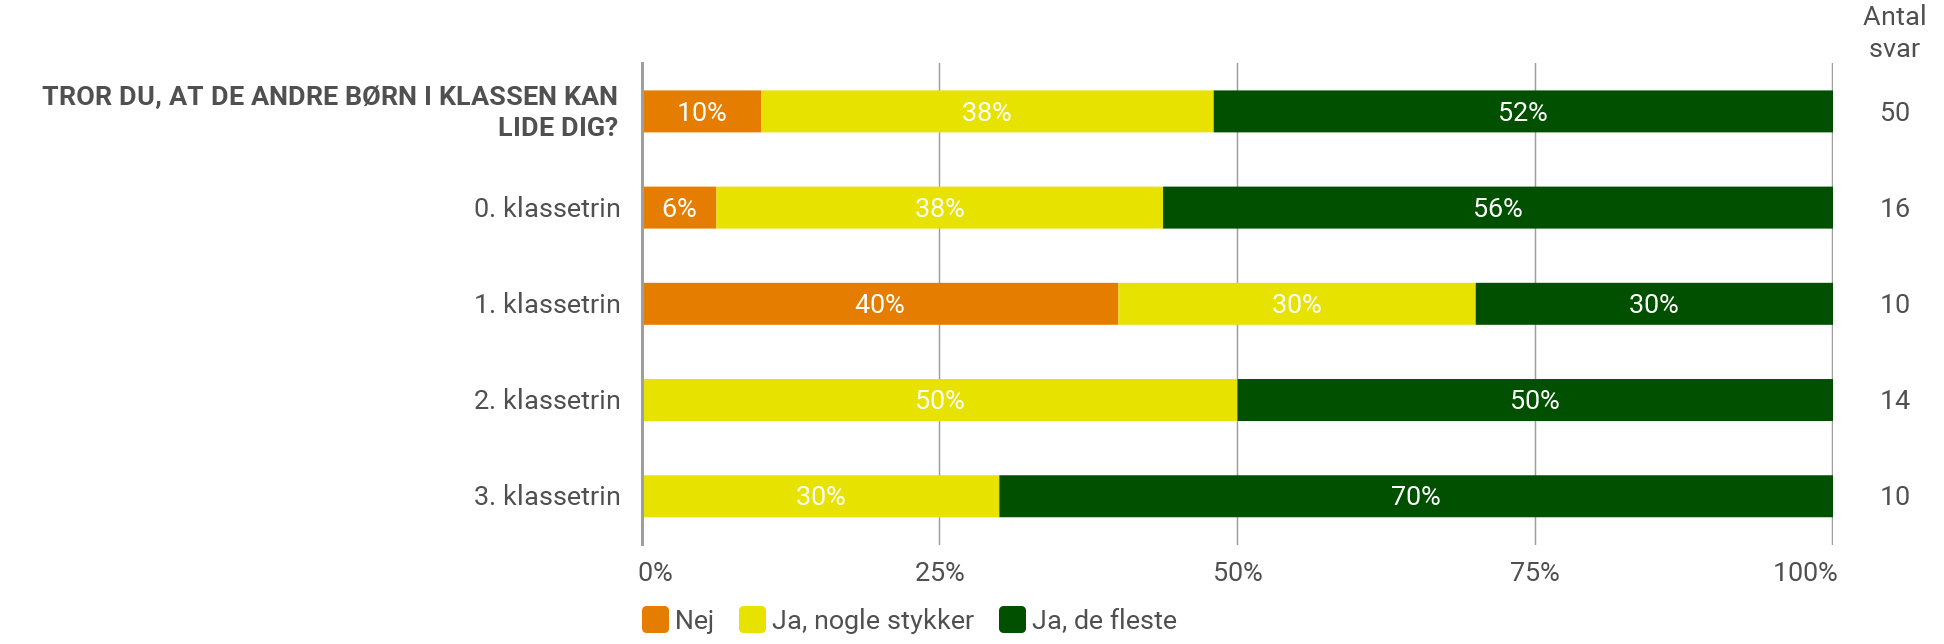 Antal
svar
TROR DU, AT DE ANDRE BØRN I KLASSEN KAN
LIDE DIG?
10% 38% 52% 50
0. klassetrin 6% 38% 56% 16
1. klassetrin 40% 30% 30% 10
2. klassetrin 50% 50% 14
3. klassetrin 30% 70% 10
0% 25% 50% 75% 100%
Nej Ja, nogle stykker Ja, de fleste